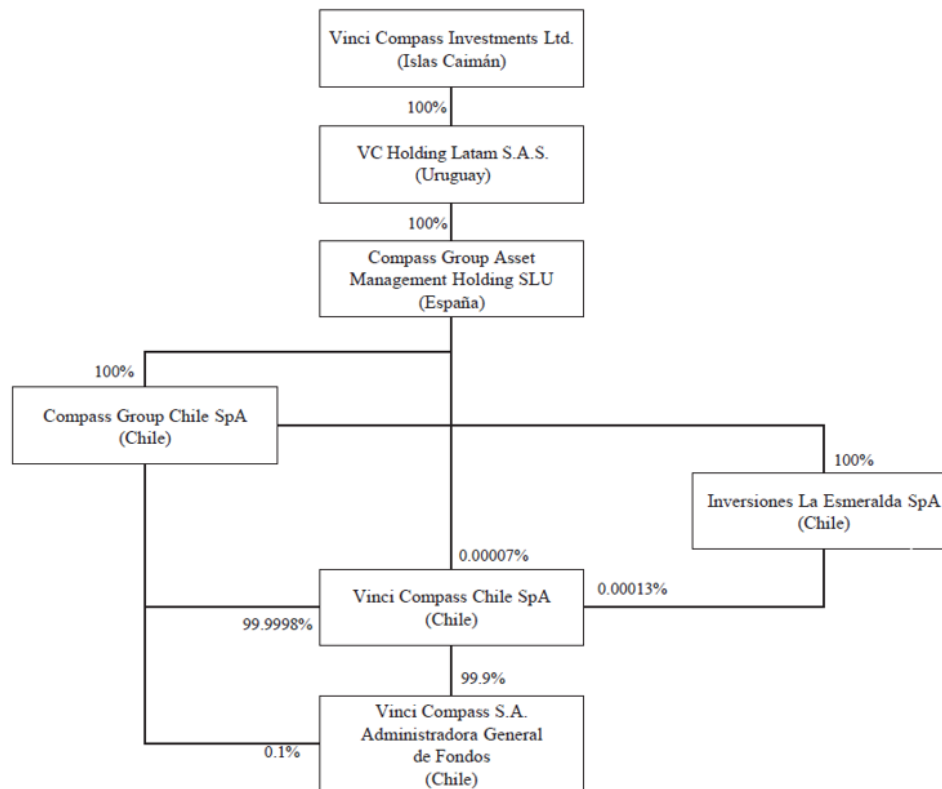 Vinci Compass Investments Ltd.
(Islas Caimán)
100%
VC Holding Latam S.A.S.
(Uruguay)
100%
Compass Group Asset
Management Holding SLU
(España)
100%
Compass Group Chile SpA
(Chile)
100%
Inversiones La Esmeralda SpA
(Chile)
0.00007%
Vinci Compass Chile SpA
(Chile)
0.00013%
99.9998%
99.9%
Vinci Compass S.A.
Administradora General
de Fondos
(Chile)
0.1%